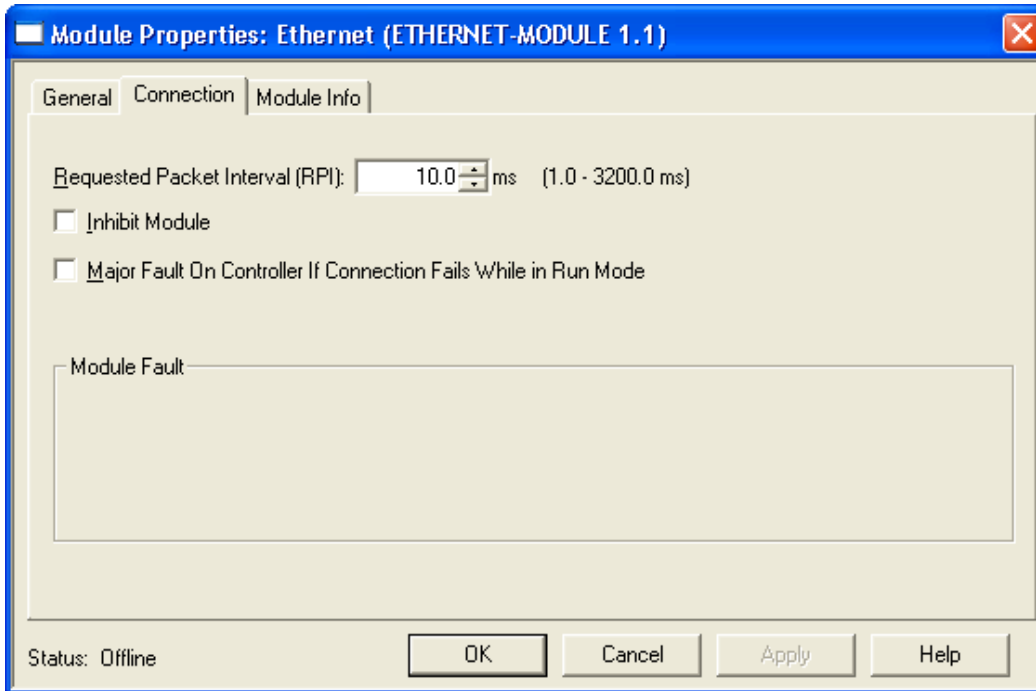 Module Properties: Ethernet (ETHERNET-MODULE 1.1)
General Connection Module Info
Requested Packet Interval (RPI): 10.0 ms (1.0 - 3200.0 ms)
Inhibit Module
Major Fault On Controller If Connection Fails While in Run Mode
Module Fault
Status: Offline OK Cancel Apply Help